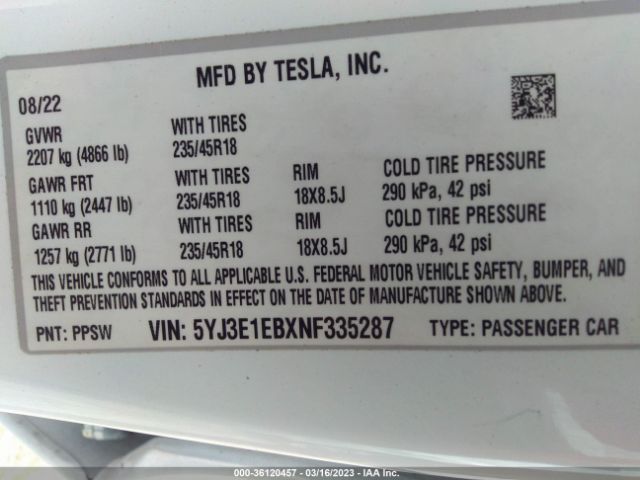 MFD BY TESLA, INC.
08/22
GVWR WITH TIRES
2207 kg (4866 lb) 235/45R18
GAWR FRT WITH TIRES RIM COLD TIRE PRESSURE
1110 kg (2447 lb) 235/45R18 18X8.5J 290 kPa, 42 psi
GAWR RR WITH TIRES RIM COLD TIRE PRESSURE
1257 kg (2771 lb) 235/45R18 18X8.5J 290 kPa, 42 psi
THIS VEHICLE CONFORMS TO ALL APPLICABLE U.S. FEDERAL MOTOR VEHICLE SAFETY, BUMPER, AND
THEFT PREVENTION STANDARDS IN EFFECT ON THE DATE OF MANUFACTURE SHOWN ABOVE.
PNT: PPSW VIN: 5YJ3E1EBXNF335287 TYPE: PASSENGER CAR
000-36120457 - 03/16/2023 - IAA Inc.